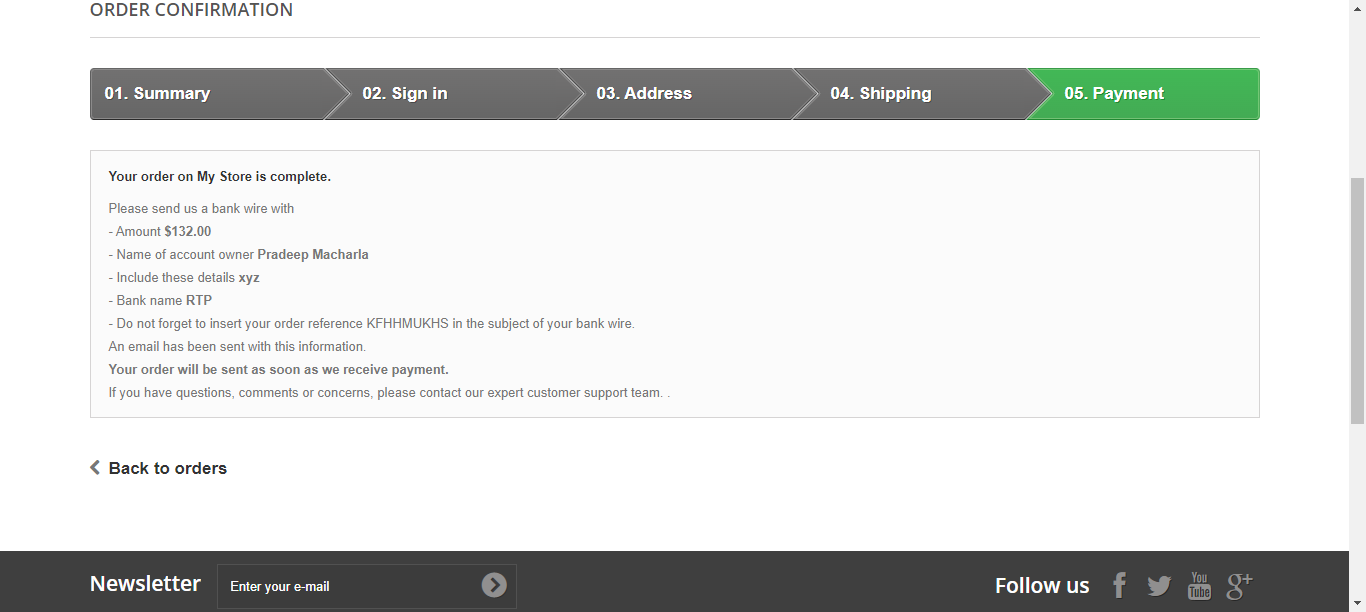 ORDER CONFIRMATION
01. Summary
02. Sign in
03. Address
04. Shipping
05. Payment
Your order on My Store is complete.
Please send us a bank wire with
- Amount $132.00
- Name of account owner Pradeep Macharla
- Include these details xyz
- Bank name RTP
- Do not forget to insert your order reference KFHHMUKHS in the subject of your bank wire.
An email has been sent with this information.
Your order will be sent as soon as we receive payment.
If you have questions, comments or concerns, please contact our expert customer support team. .
Back to orders
Newsletter
Enter your e-mail
Follow us
You
Tube
g+